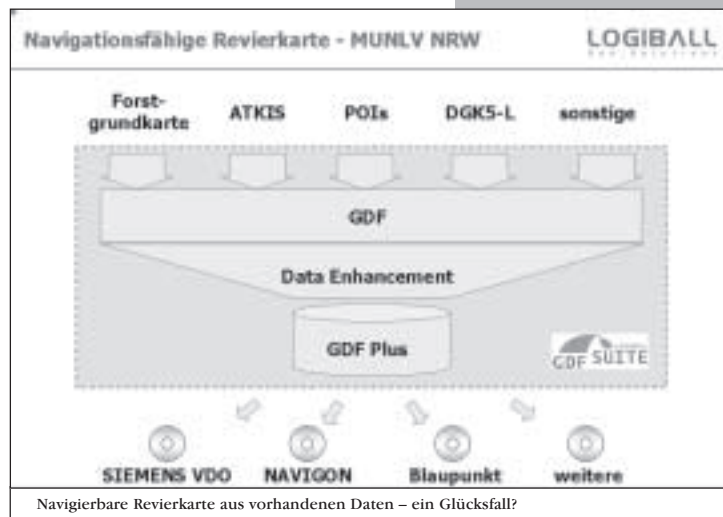 Navigationsfähige Revierkarte - MUNLV NRW
LOGIBALL
Forst-
grundkarte
ATKIS
POIs
DGK5-L
sonstige
GDF
Data Enhancement
GDF Plus
GDF SUITE
SIEMENS VDO
NAVIGON
Blaupunkt
weitere
Navigierbare Revierkarte aus vorhandenen Daten – ein Glücksfall?